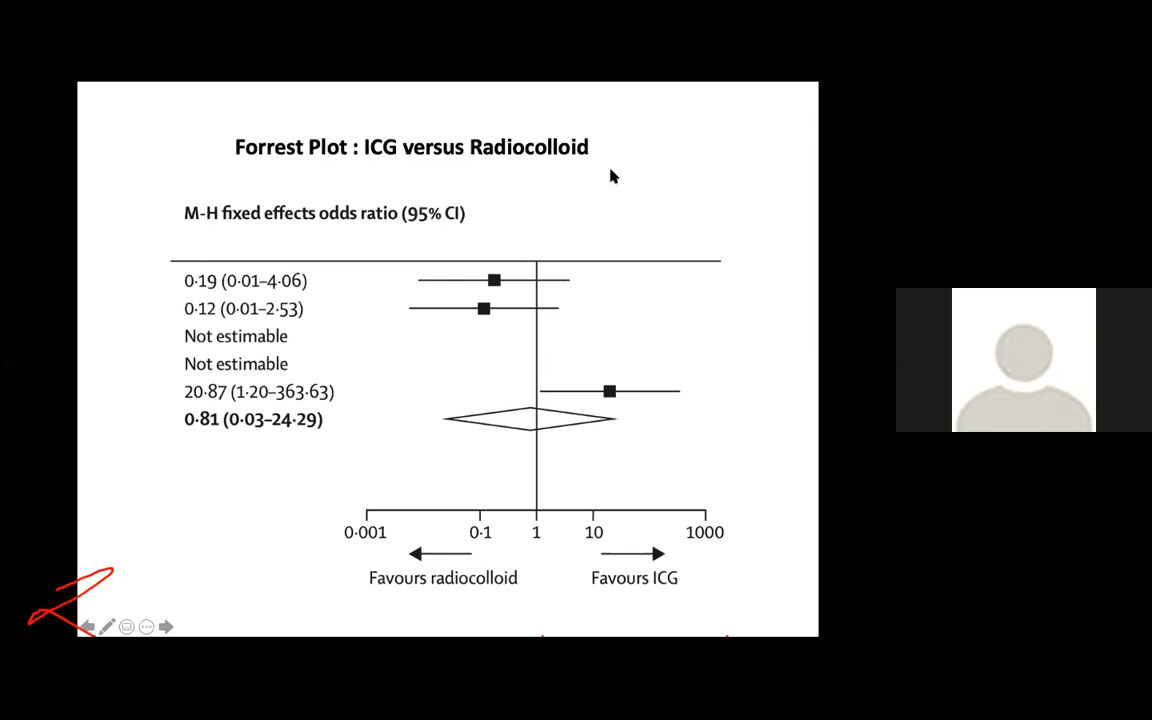 Forrest Plot : ICG versus Radiocolloid
M-H fixed effects odds ratio (95% CI)
0·19 (0·01–4·06)
0·12 (0·01–2·53)
Not estimable
Not estimable
20·87 (1·20–363·63)
0·81 (0·03–24·29)
0·001 0·1 1 10 1000
Favours radiocolloid Favours ICG